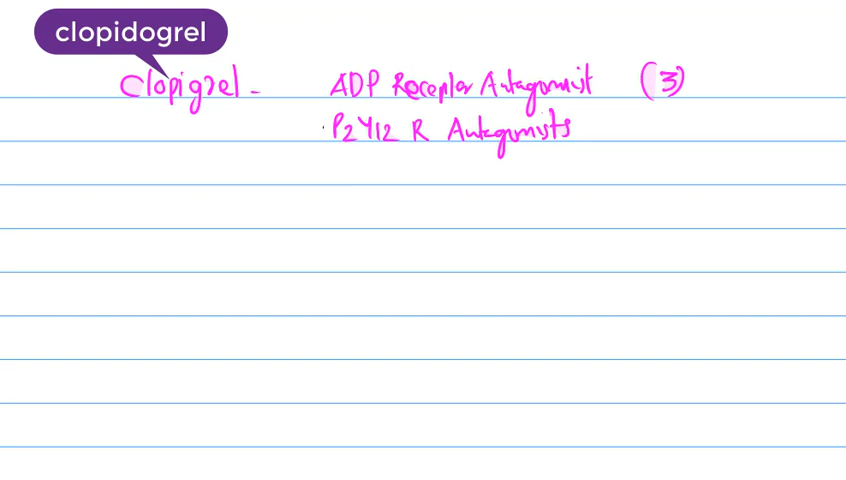 clopidogrel
Clopigrel - ADP Receptor Antagonist (3)
P2Y12 R Antagonists